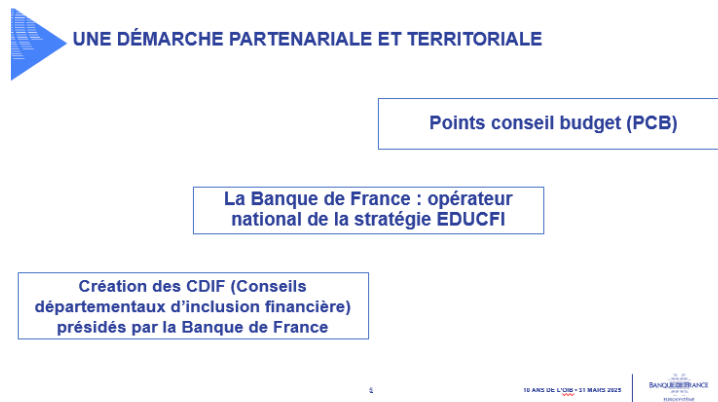 UNE DÉMARCHE PARTENARIALE ET TERRITORIALE
Points conseil budget (PCB)
La Banque de France : opérateur
national de la stratégie EDUCFI
Création des CDIF (Conseils
départementaux d’inclusion financière)
présidés par la Banque de France
10 ANS DE L'OIB • 31 MARS 2025
BANQUE DE FRANCE
EUROSYSTÈME